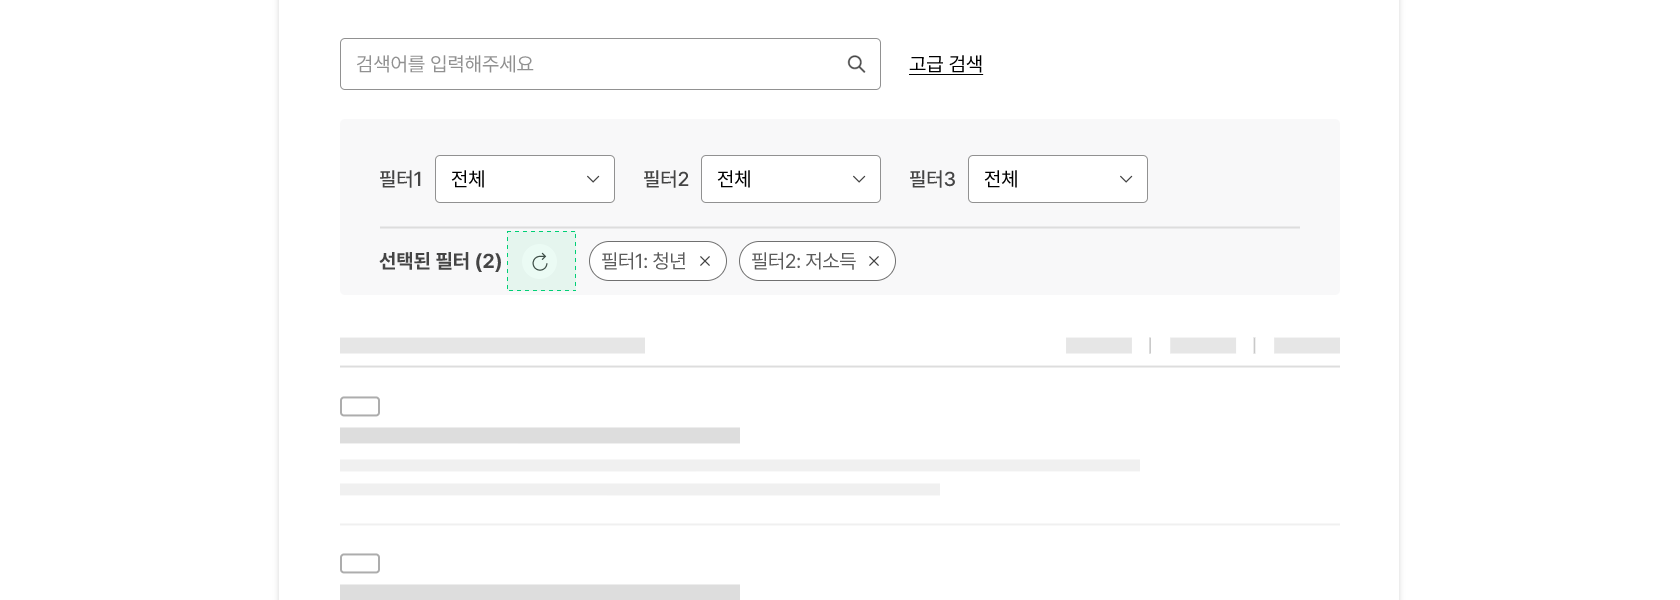 검색어를 입력해주세요 고급 검색
필터1 전체 필터2 전체 필터3 전체
선택된 필터 (2) 필터1: 청년 필터2: 저소득